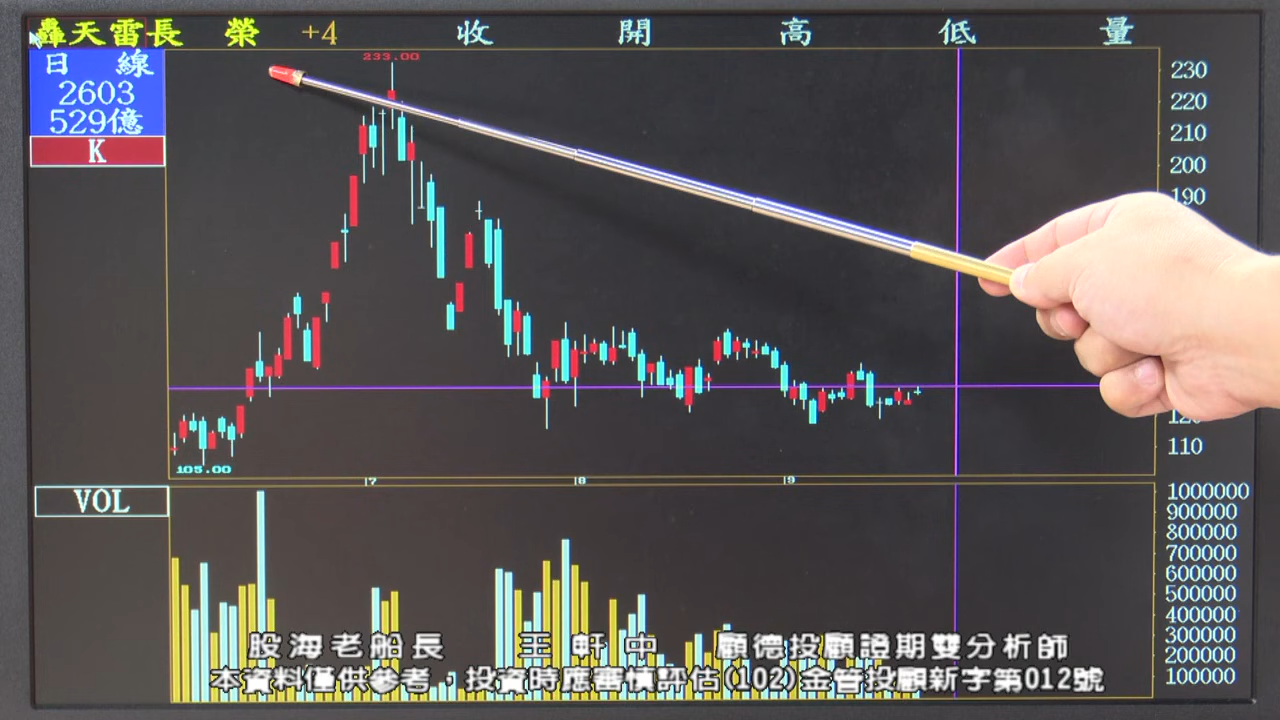 轟天雷長 榮 +4 收 開 高 低 量
日 線
2603
529億
K
233.00
230
220
210
200
190
120
110
105.00
7 8 9
VOL
1000000
900000
800000
700000
600000
500000
400000
300000
200000
100000
股海老船長 王軒中 顧德投顧證期雙分析師
本資料僅供參考,投資時應審慎評估(102)金管投顧新字第012號